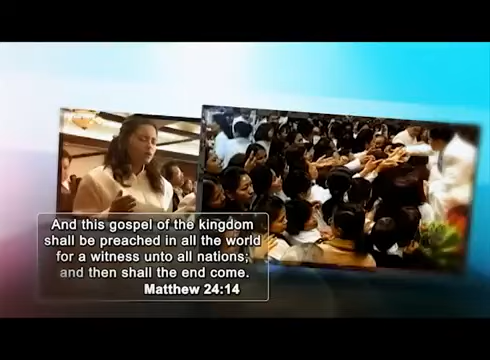 And this gospel of the kingdom
shall be preached in all the world
for a witness unto all nations;
and then shall the end come.
Matthew 24:14